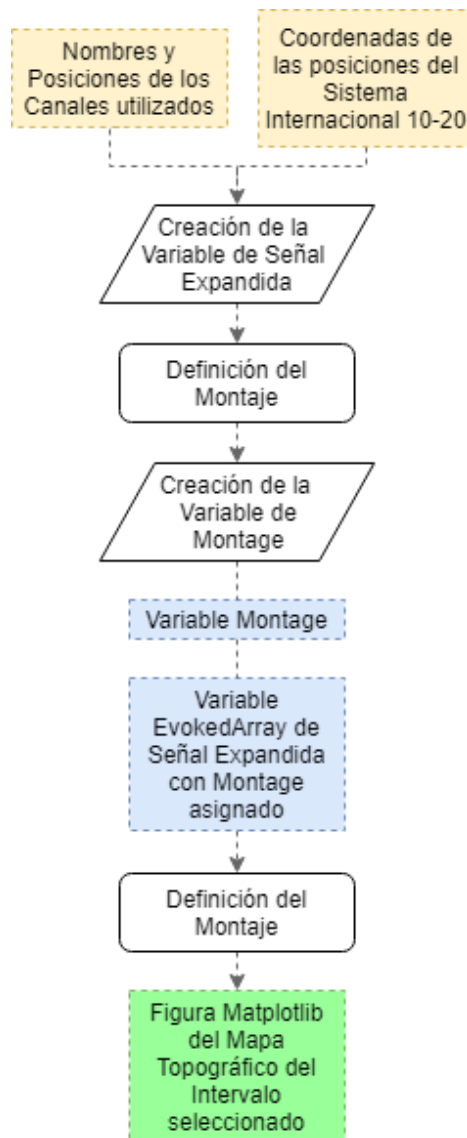 Nombres y
Posiciones de los
Canales utilizados
Coordenadas de
las posiciones del
Sistema
Internacional 10-20
Creación de la
Variable de Señal
Expandida
Definición del
Montaje
Creación de la
Variable de
Montage
Variable Montage
Variable
EvokedArray de
Señal Expandida
con Montage
asignado
Definición del
Montaje
Figura Matplotlib
del Mapa
Topográfico del
Intervalo
seleccionado